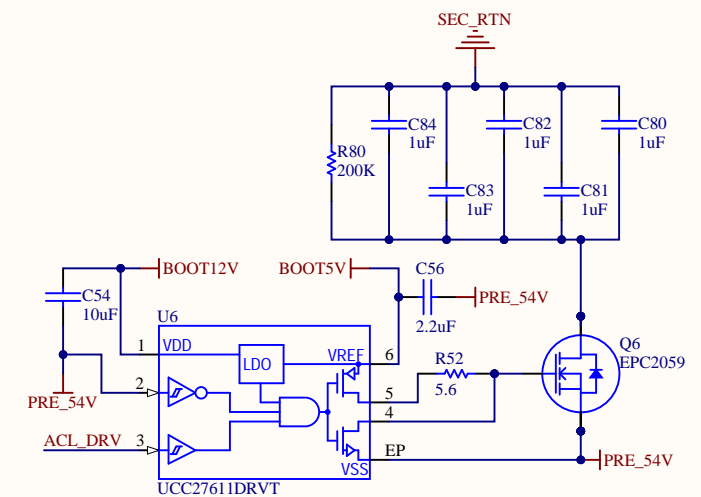 SEC_RTN
C84
1uF
C82
1uF
C80
1uF
R80
200K
C83
1uF
C81
1uF
BOOT12V
BOOT5V
C56
2.2uF
PRE_54V
C54
10uF
U6
Q6
EPC2059
1
VDD
LDO
VREF
6
R52
5.6
PRE_54V
2
5
4
ACL_DRV
3
EP
VSS
PRE_54V
UCC27611DRVT